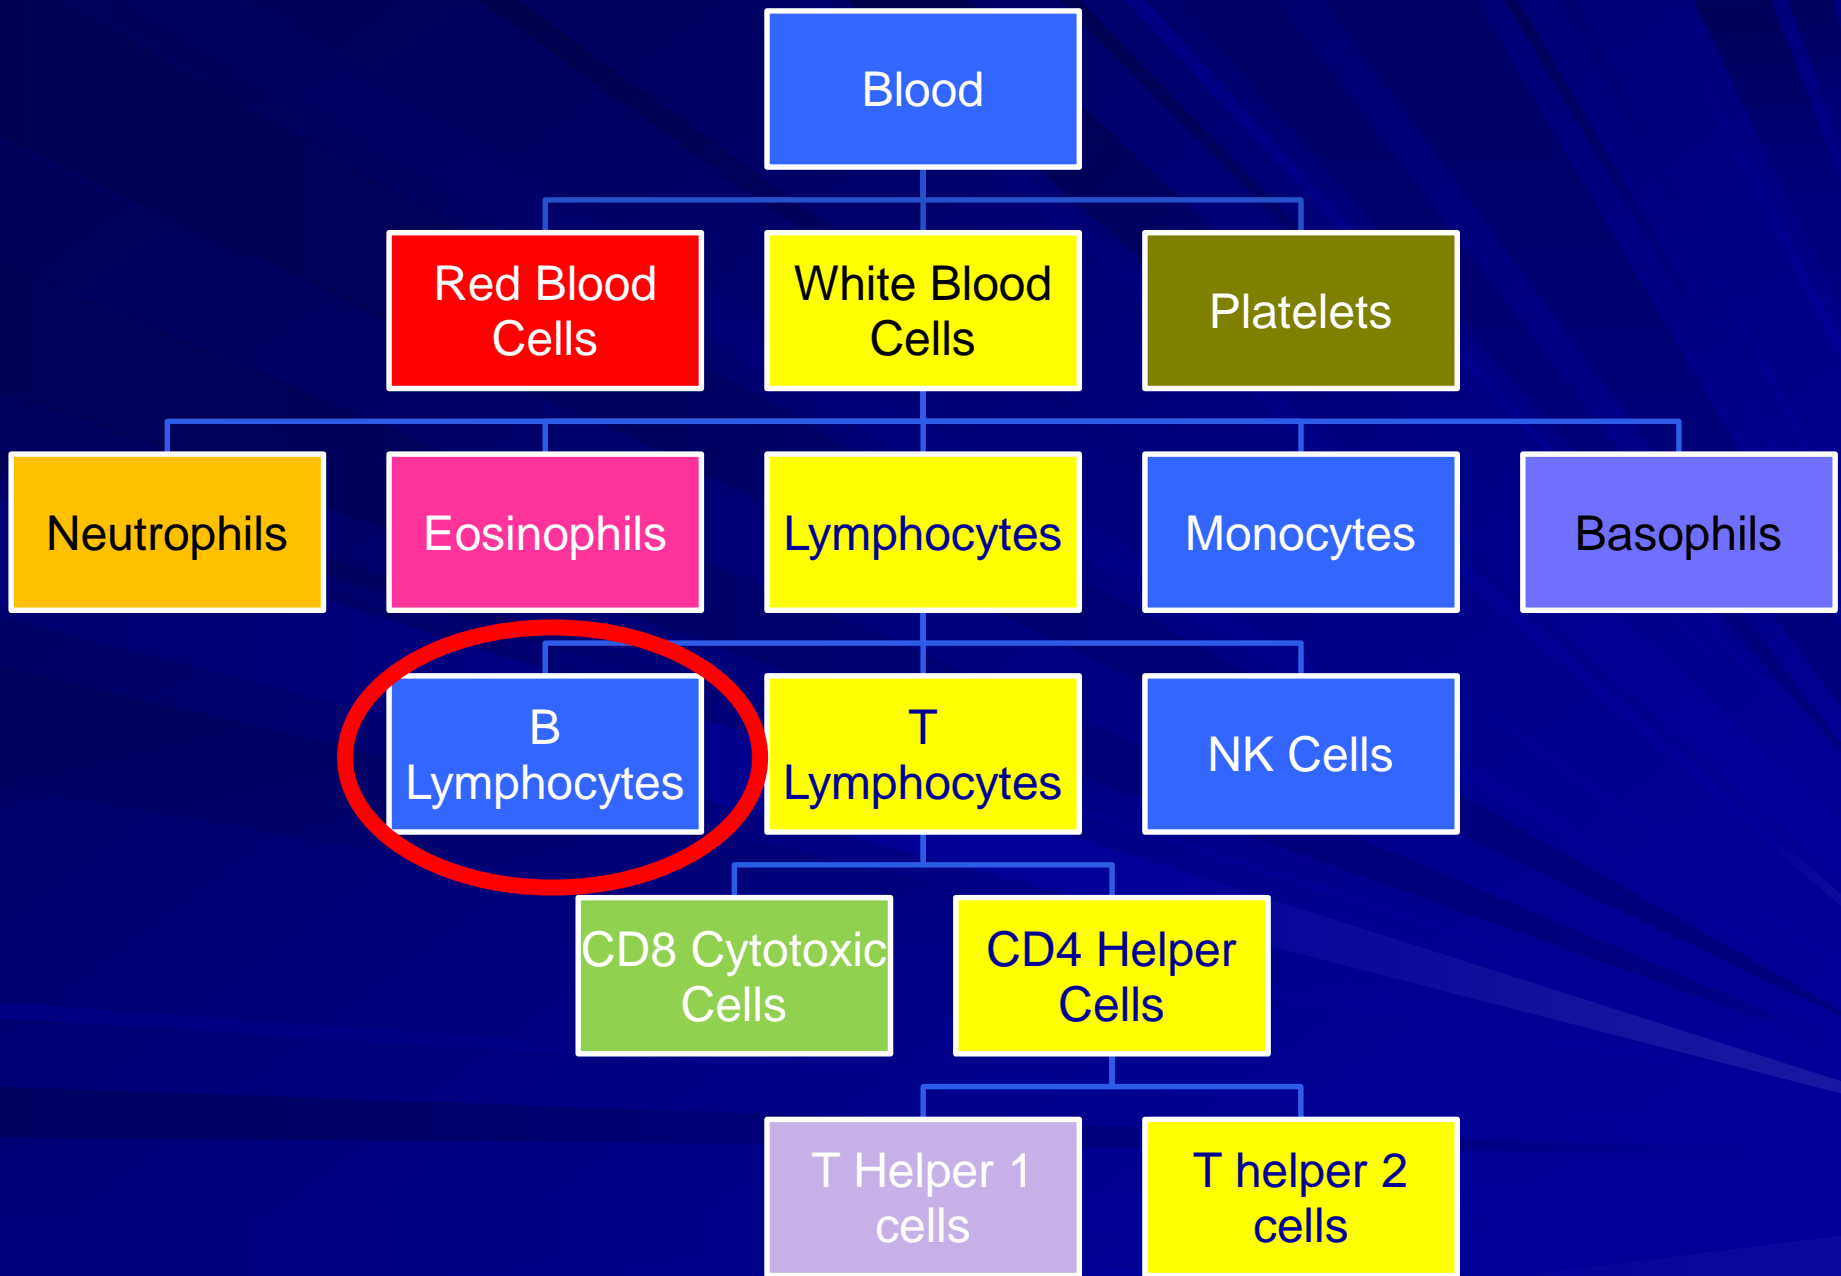 Blood
Red Blood
Cells
White Blood
Cells
Platelets
Neutrophils
Eosinophils
Lymphocytes
Monocytes
Basophils
B
Lymphocytes
T
Lymphocytes
NK Cells
CD8 Cytotoxic
Cells
CD4 Helper
Cells
T Helper 1
cells
T helper 2
cells